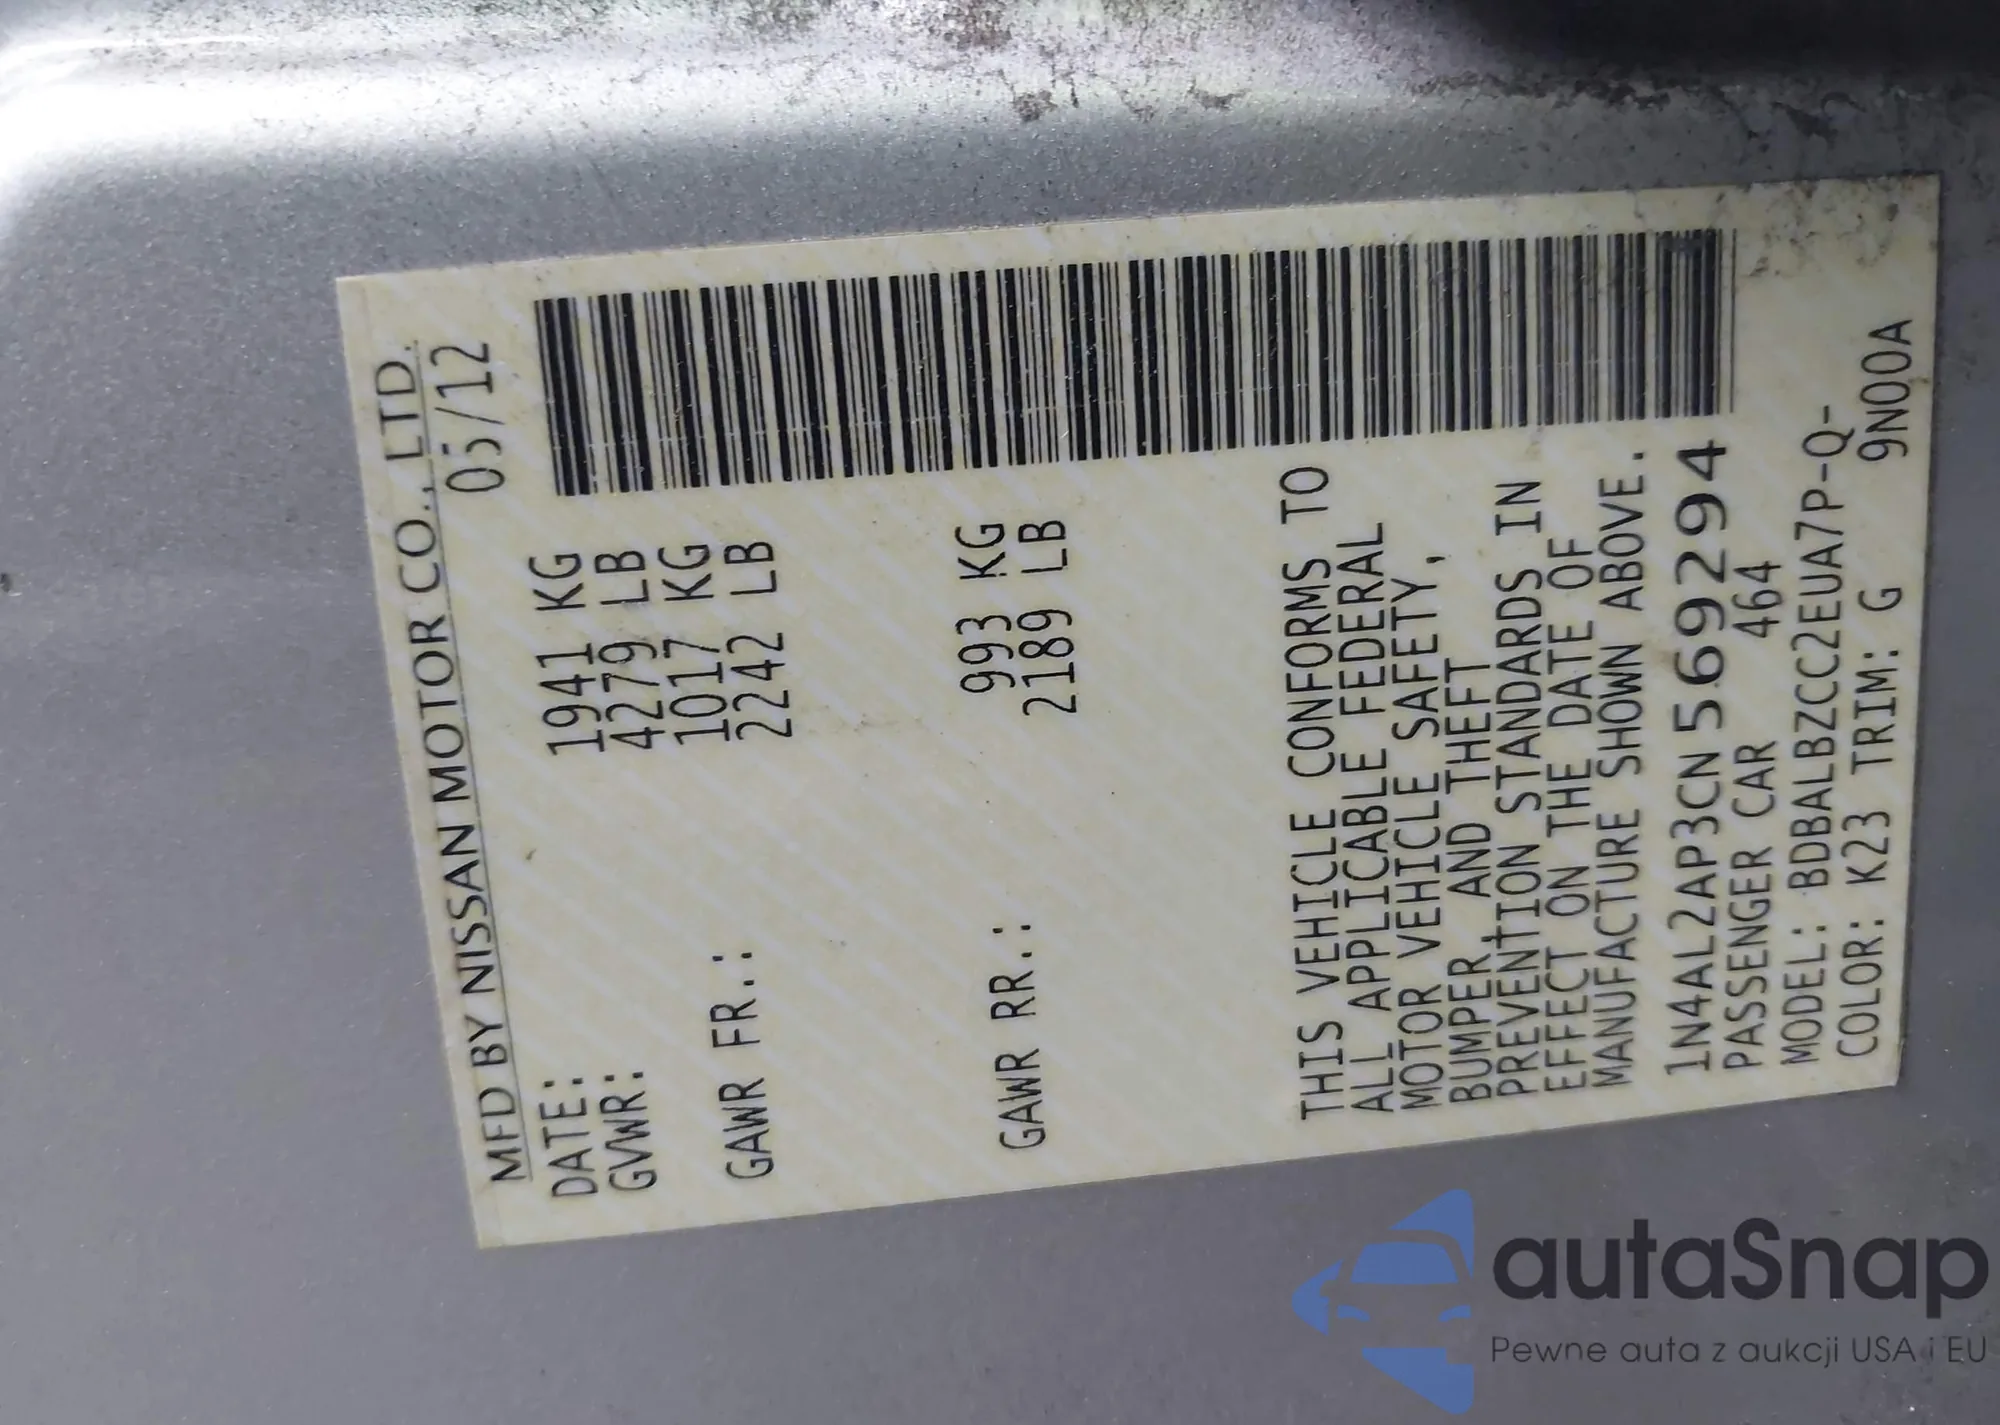 MFD BY NISSAN MOTOR CO., LTD.
DATE: 05/12
GVWR: 1941 KG
4279 LB
GAWR FR.: 1017 KG
2242 LB
GAWR RR.: 993 KG
2189 LB
THIS VEHICLE CONFORMS TO
ALL APPLICABLE FEDERAL
MOTOR VEHICLE SAFETY,
BUMPER, AND THEFT
PREVENTION STANDARDS IN
EFFECT ON THE DATE OF
MANUFACTURE SHOWN ABOVE.
1N4AL2AP3CN569294
PASSENGER CAR 464
MODEL: BDBALBZCC2EUA7P-Q-
COLOR: K23 TRIM: G 9N00A
autaSnap
Pewne auta z aukcji USA i EU